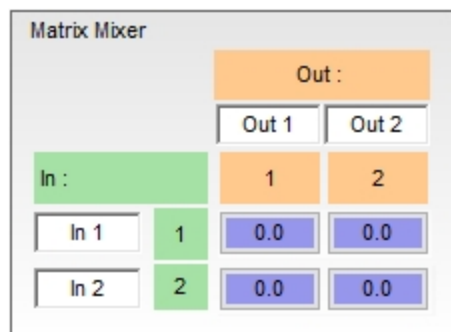 Matrix Mixer
Out :
Out 1 Out 2
In : 1 2
In 1 1 0.0 0.0
In 2 2 0.0 0.0